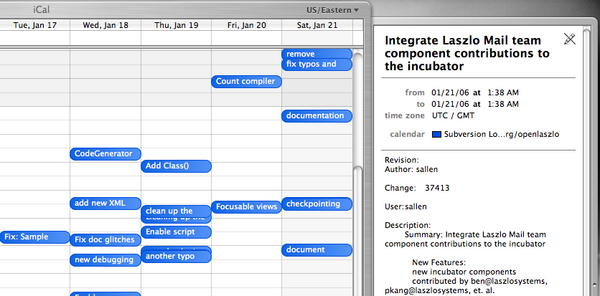 iCal
US/Eastern
Tue, Jan 17
Wed, Jan 18
Thu, Jan 19
Fri, Jan 20
Sat, Jan 21
remove
fix typos and
Count compiler
documentation
CodeGenerator
Add Class()
add new XML
clean up the
Focusable views
checkpointing
Enable script
Fix: Sample
Fix doc glitches
document
new debugging
another typo
Integrate Laszlo Mail team
component contributions to
the incubator
from 01/21/06 at 1:38 AM
to 01/21/06 at 1:38 AM
time zone UTC / GMT
calendar Subversion Lo...rg/openlaszlo
Revision:
Author: sallen
Change: 37413
User:sallen
Description:
Summary: Integrate Laszlo Mail team
component contributions to the incubator
New Features:
new incubator components
contributed by ben@laszlosystems,
pkang@laszlosystems, et. al.